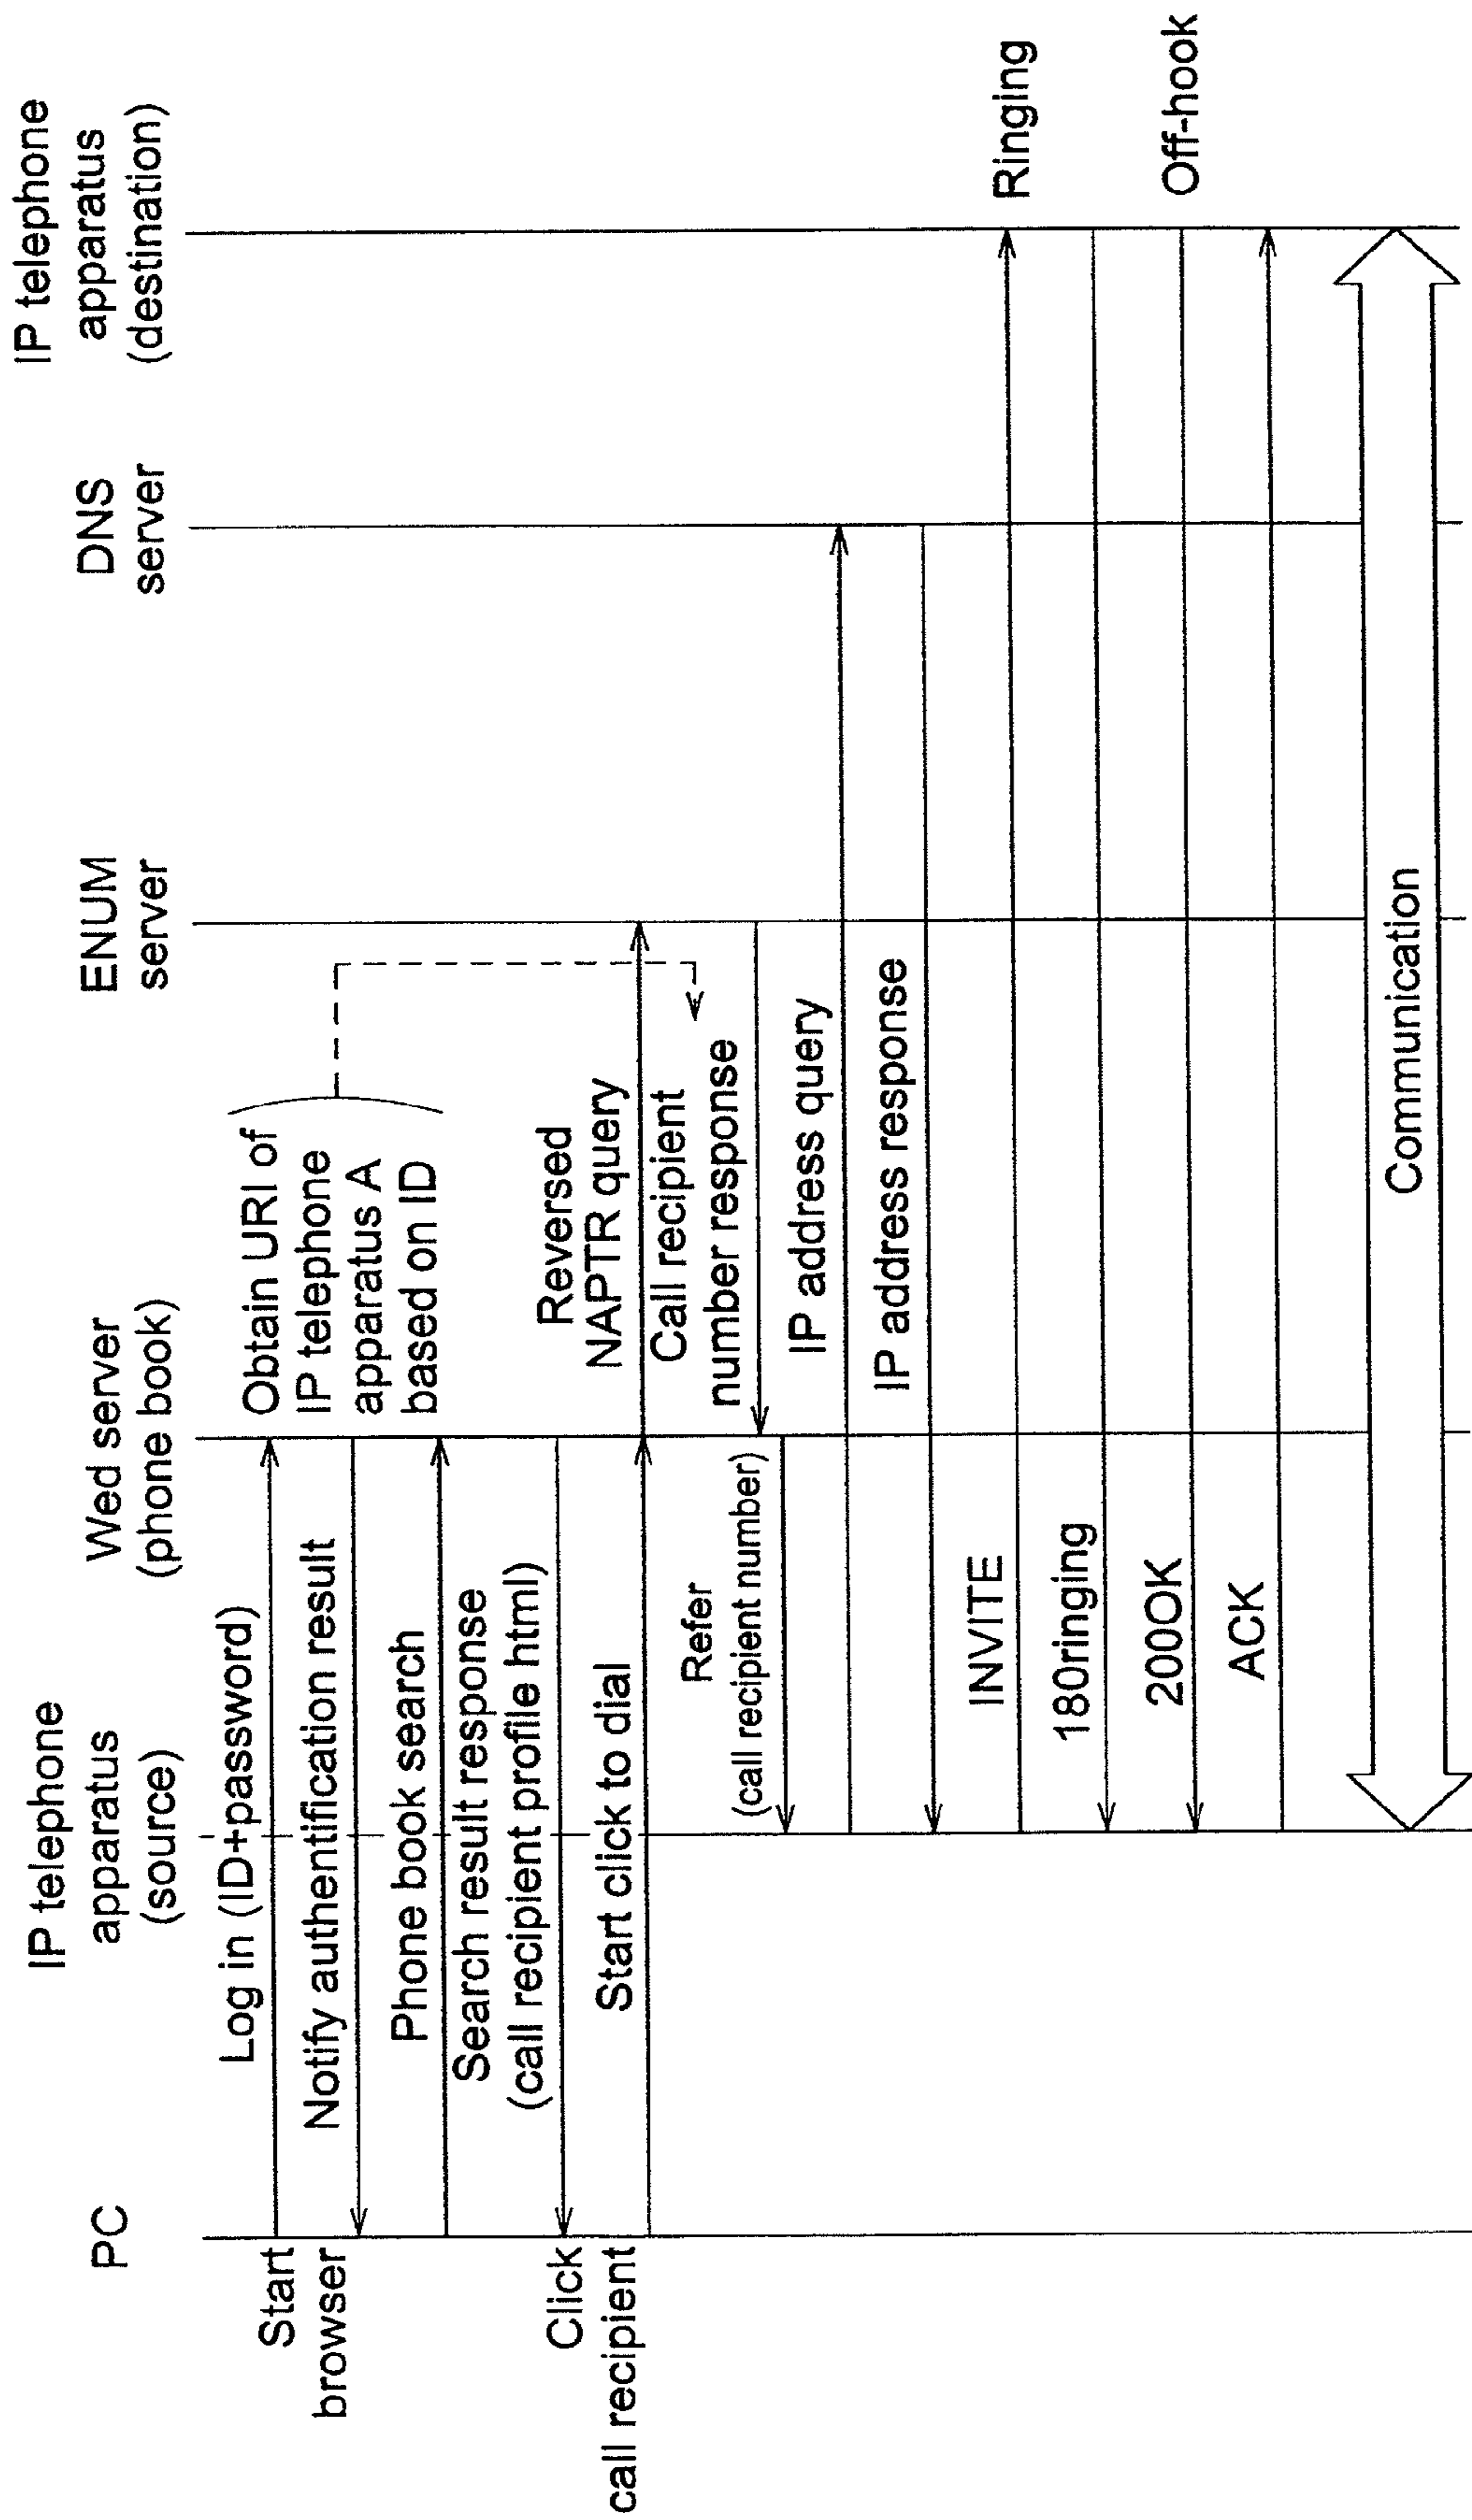 PC
IP telephone
apparatus
(source)
Wed server
(phone book)
ENUM
server
DNS
server
IP telephone
apparatus
(destination)
Start
browser
Log in (ID+password)
Obtain URI of
IP telephone
apparatus A
based on ID
Notify authentification result
Phone book search
Search result response
(call recipient profile html)
Click
call recipient
Start click to dial
Reversed
NAPTR query
Call recipient
number response
Refer
(call recipient number)
IP address query
IP address response
INVITE
Ringing
180ringing
200OK
Off-hook
ACK
Communication